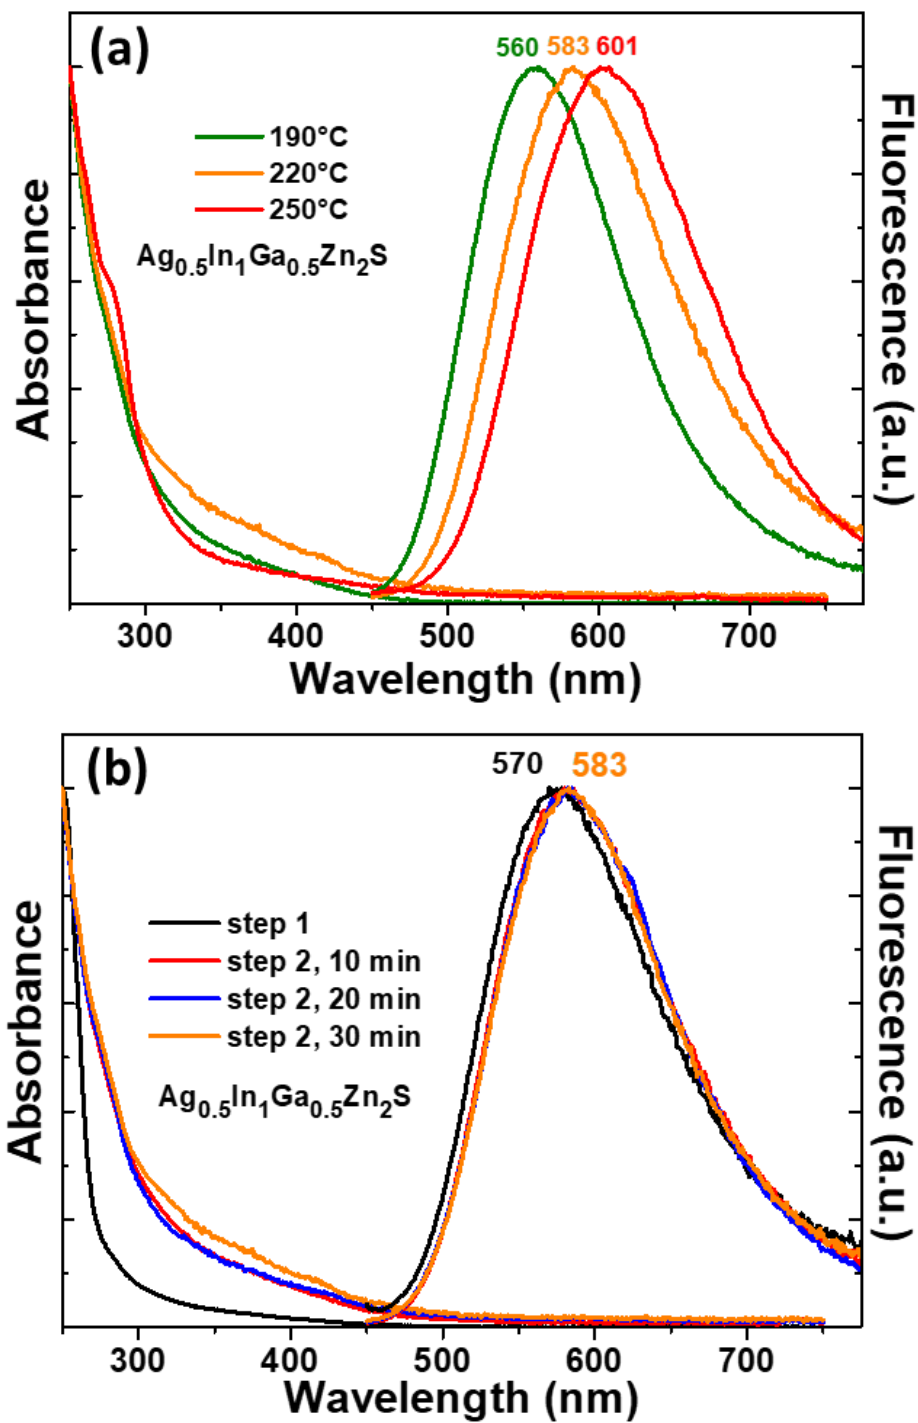 (a)
560 583 601
190°C
220°C
250°C
Ag0.5In1Ga0.5Zn2S
Absorbance
Fluorescence (a.u.)
300 400 500 600 700
Wavelength (nm)
(b)
570 583
step 1
step 2, 10 min
step 2, 20 min
step 2, 30 min
Ag0.5In1Ga0.5Zn2S
Absorbance
Fluorescence (a.u.)
300 400 500 600 700
Wavelength (nm)